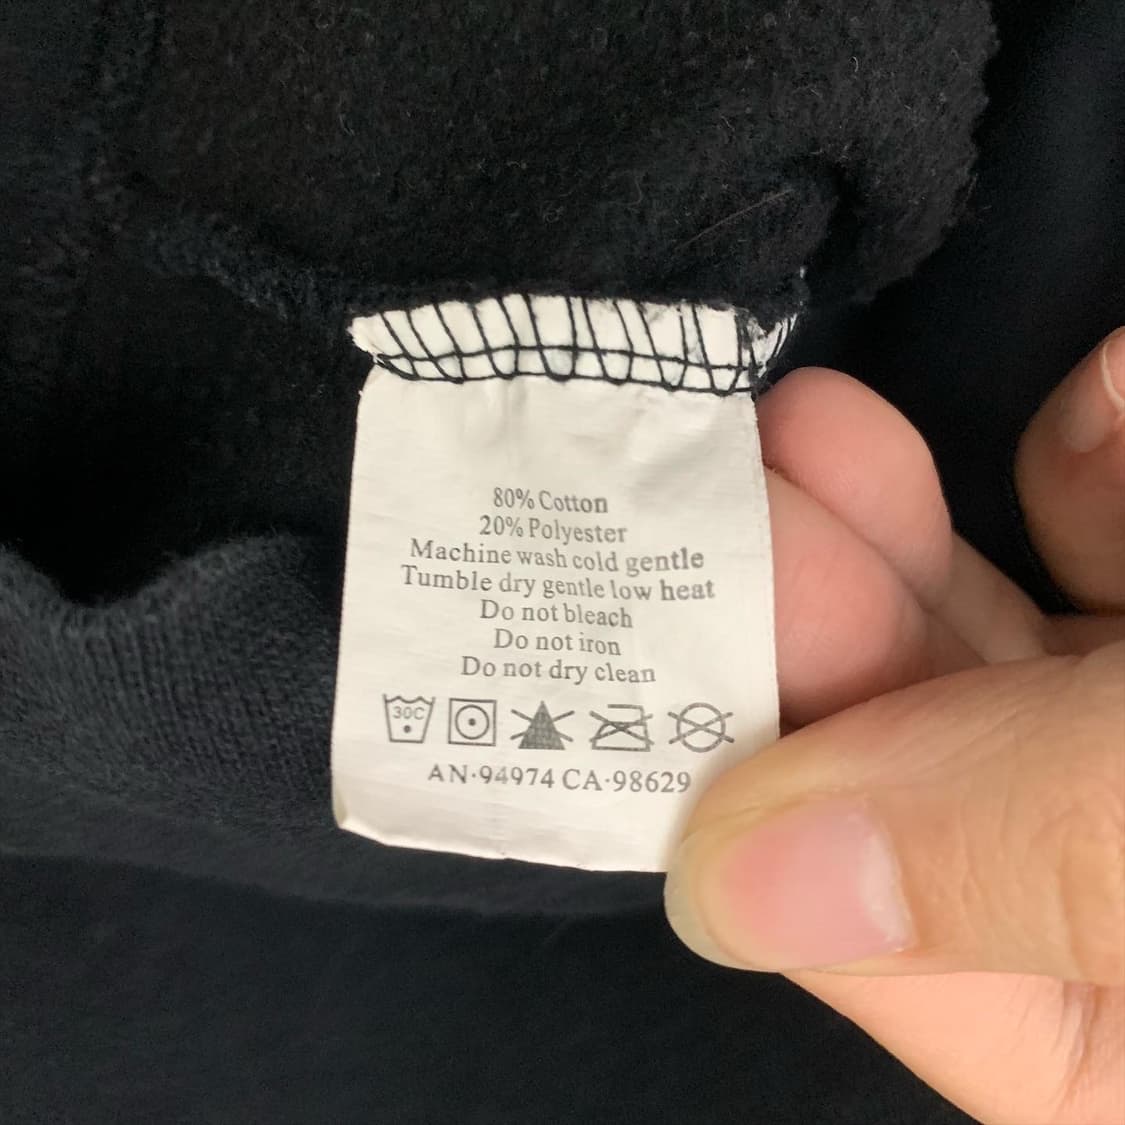 80% Cotton
20% Polyester
Machine wash cold gentle
Tumble dry gentle low heat
Do not bleach
Do not iron
Do not dry clean
30C
AN·94974 CA·98629